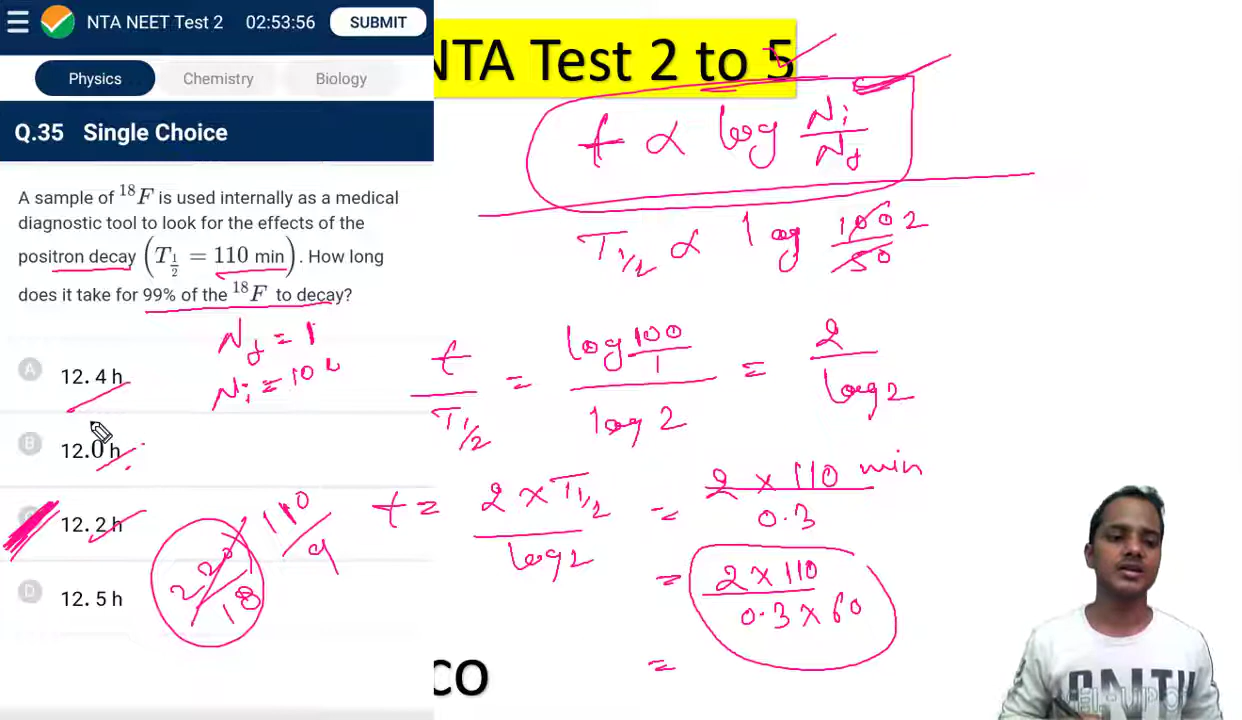 NTA NEET Test 2 02:53:56 SUBMIT
Physics Chemistry Biology
Q.35 Single Choice
A sample of ¹⁸F is used internally as a medical
diagnostic tool to look for the effects of the
positron decay (T½ = 110 min). How long
does it take for 99% of the ¹⁸F to decay?
A 12.4 h
B 12.0 h
12.2 h
D 12.5 h
Nf = 1
Ni = 100
220/18
110/9
NTA Test 2 to 5
t ∝ log Ni/Nf
T1/2 ∝ log 100/50 2
t/T1/2 = log 100/1 / log 2 = 2/log 2
t = 2 × T1/2 / log 2 = 2 × 110 min / 0.3
= 2 × 110 / 0.3 × 60
=
co